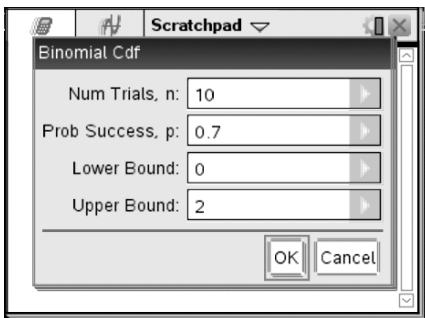 Scratchpad
Binomial Cdf
Num Trials, n: 10
Prob Success, p: 0.7
Lower Bound: 0
Upper Bound: 2
OK Cancel